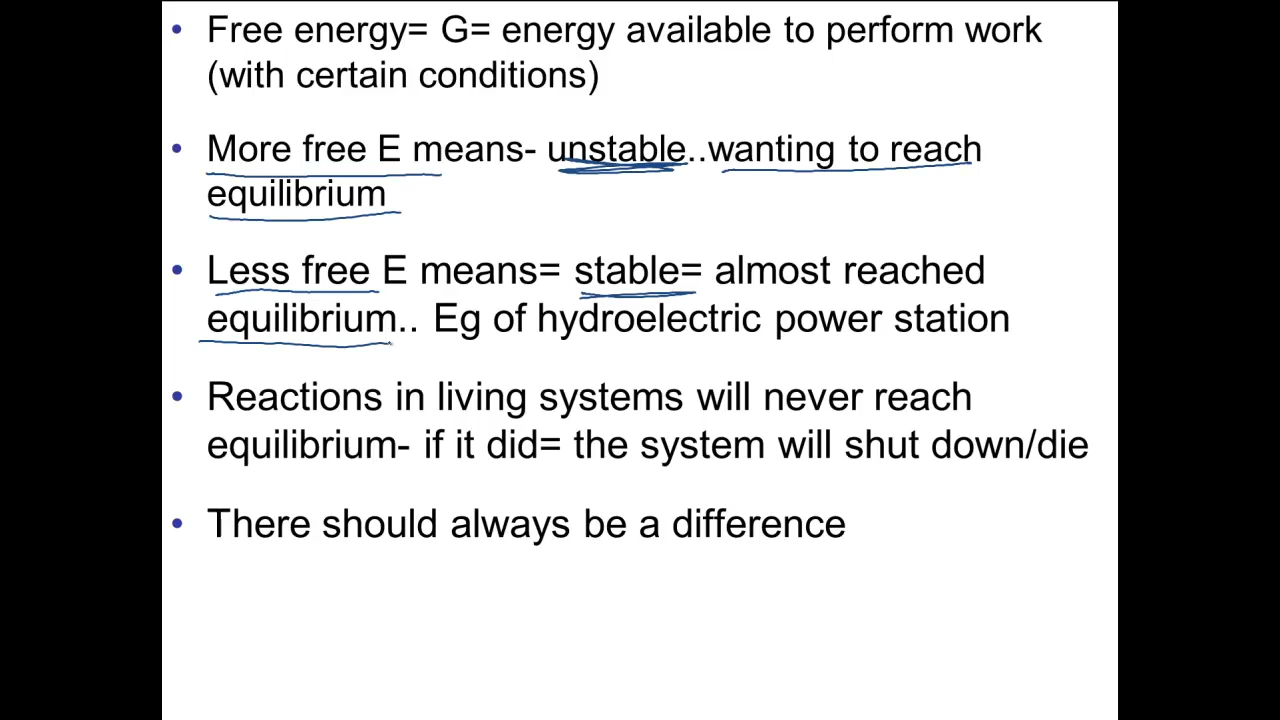 • Free energy= G= energy available to perform work
(with certain conditions)
• More free E means- unstable..wanting to reach
equilibrium
• Less free E means= stable= almost reached
equilibrium.. Eg of hydroelectric power station
• Reactions in living systems will never reach
equilibrium- if it did= the system will shut down/die
• There should always be a difference